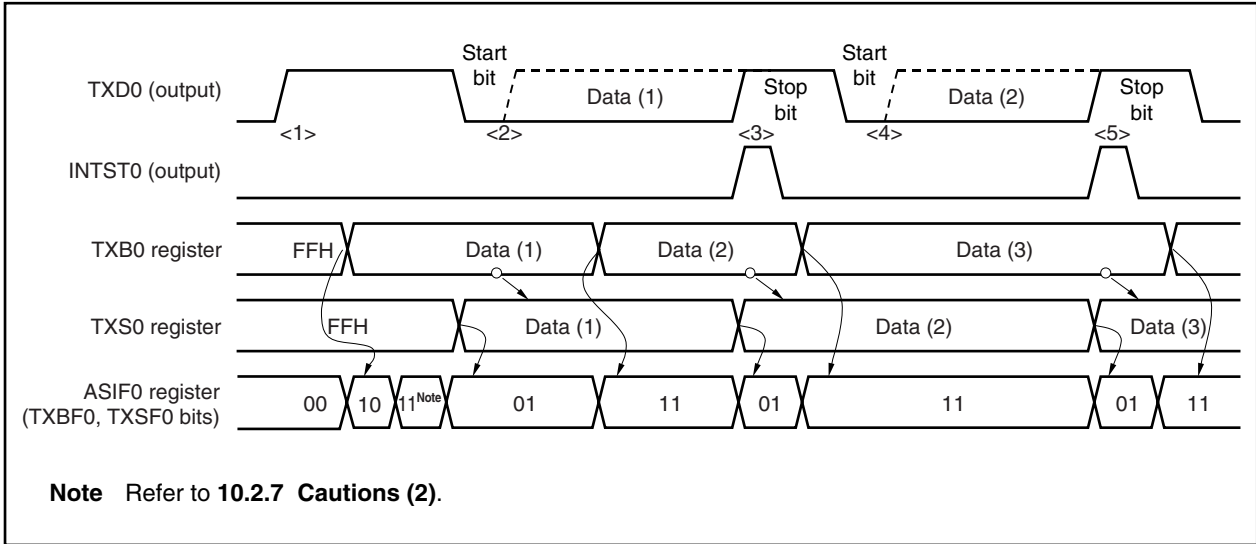 Start bit
Start bit
TXD0 (output)
Data (1)
Stop bit
Data (2)
Stop bit
<1>
<2>
<3>
<4>
<5>
INTST0 (output)
TXB0 register
FFH
Data (1)
Data (2)
Data (3)
TXS0 register
FFH
Data (1)
Data (2)
Data (3)
ASIF0 register
(TXBF0, TXSF0 bits)
00
10
11Note
01
11
01
11
01
11
Note Refer to 10.2.7 Cautions (2).